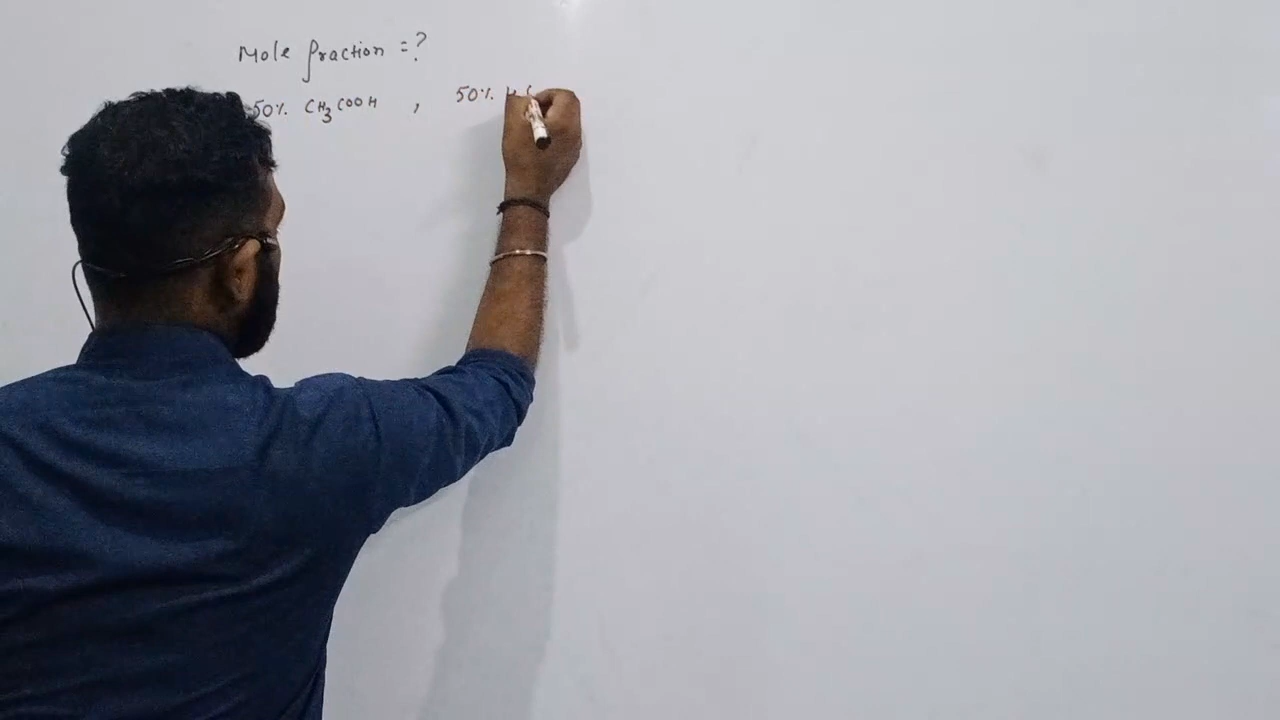 Mole fraction = ?
50% CH3COOH , 50% H